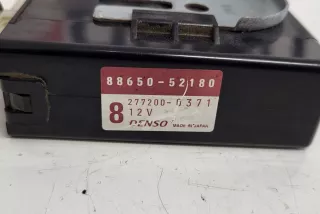 88650-52180
8 277200-0371
12V
DENSO MADE IN JAPAN